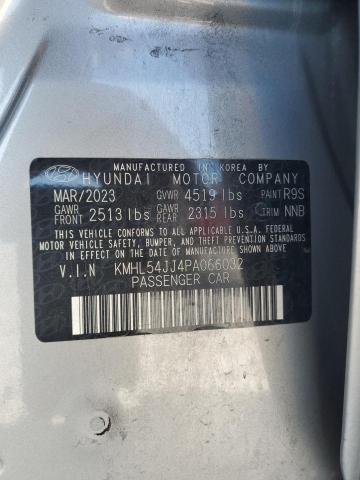 MANUFACTURED IN KOREA BY
HYUNDAI MOTOR COMPANY
MAR/2023 GVWR 4519 lbs PAINT R9S
GAWR FRONT 2513 lbs GAWR REAR 2315 lbs TRIM NNB
THIS VEHICLE CONFORMS TO ALL APPLICABLE U.S.A. FEDERAL
MOTOR VEHICLE SAFETY, BUMPER, AND THEFT PREVENTION
STANDARDS IN EFFECT ON THE DATE OF MANUFACTURE SHOWN ABOVE.
V.I.N KMHL54JJ4PA066032
PASSENGER CAR